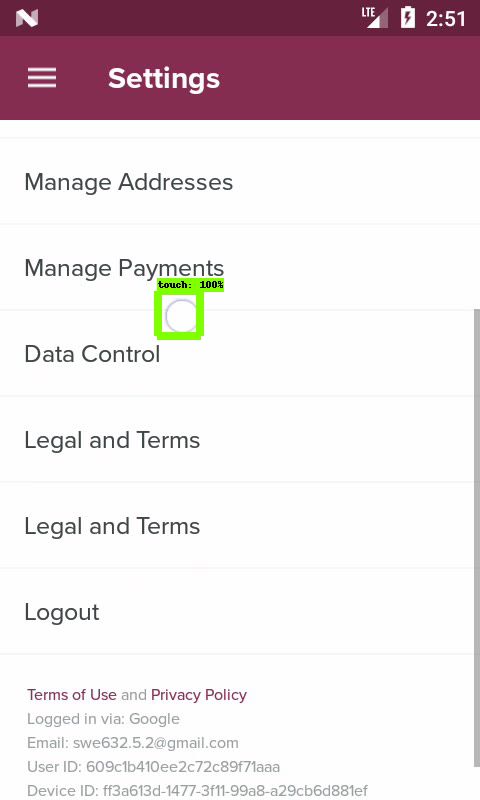 LTE 2:51
Settings
Manage Addresses
Manage Payments
touch: 100%
Data Control
Legal and Terms
Legal and Terms
Logout
Terms of Use and Privacy Policy
Logged in via: Google
Email: swe632.5.2@gmail.com
User ID: 609c1b410ee2c72c89f71aaa
Device ID: ff3a613d-1477-3f11-99a8-a29cb6d881ef